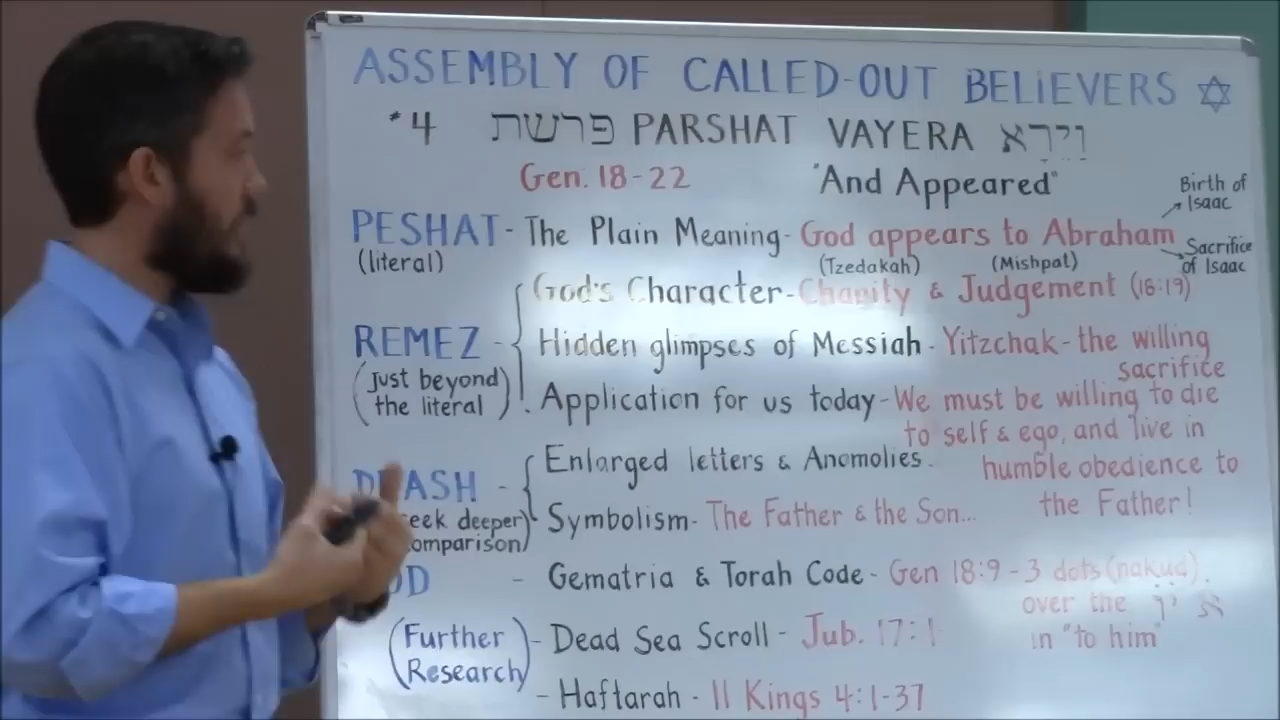 ASSEMBLY OF CALLED-OUT BELIEVERS
#4 פרשת PARSHAT VAYERA וַיֵּרָא
Gen. 18-22 "And Appeared"
Birth of Isaac
PESHAT - The Plain Meaning - God appears to Abraham
Sacrifice of Isaac
(literal) (Tzedakah) (Mishpal)
God's Character - Charity & Judgement (18:19)
REMEZ - Hidden glimpses of Messiah - Yitzchak - the willing
sacrifice
(Just beyond
the literal) Application for us today - We must be willing to die
to self & ego, and live in
humble obedience to
the Father!
ASH - Enlarged letters & Anomolies.
eek deeper)
omparison) Symbolism - The Father & the Son...
OD - Gematria & Torah Code - Gen 18:9 - 3 dots (nakud)
over the א י ו
in "to him"
(Further
Research) - Dead Sea Scroll - Jub. 17:1
- Haftarah - II Kings 4:1-37